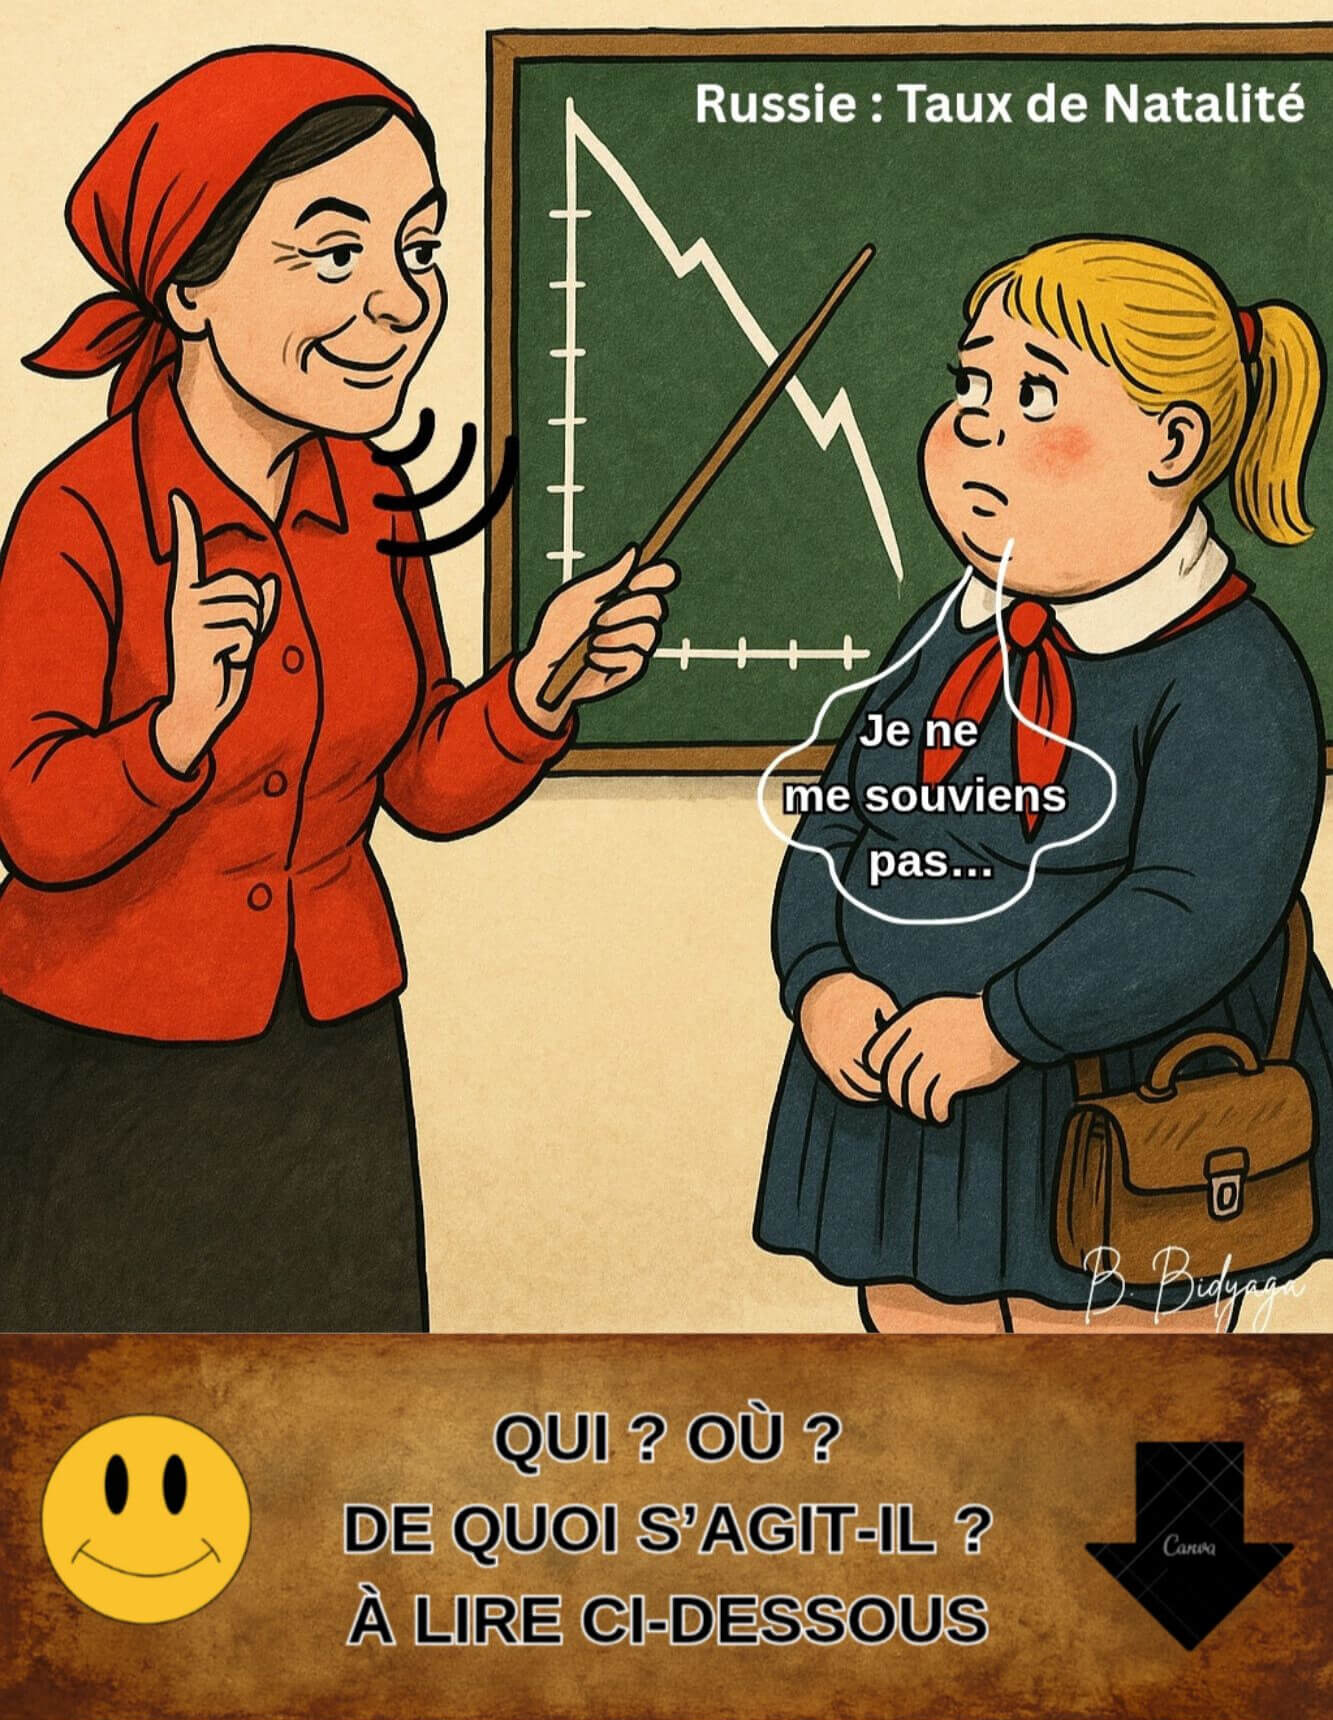 Russie : Taux de Natalité
Je ne
me souviens
pas...
B. Bidyaga
QUI ? OÙ ?
DE QUOI S’AGIT-IL ?
À LIRE CI-DESSOUS
Canva